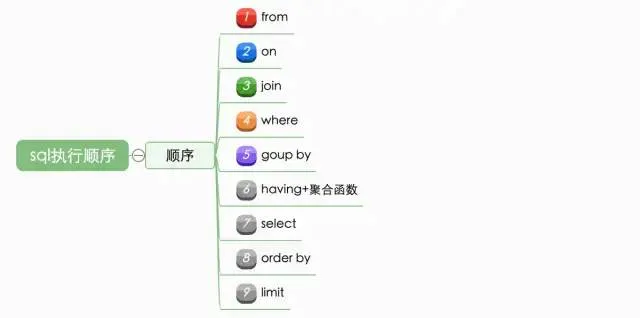 sql执行顺序
顺序
1 from
2 on
3 join
4 where
5 goup by
6 having+聚合函数
7 select
8 order by
9 limit